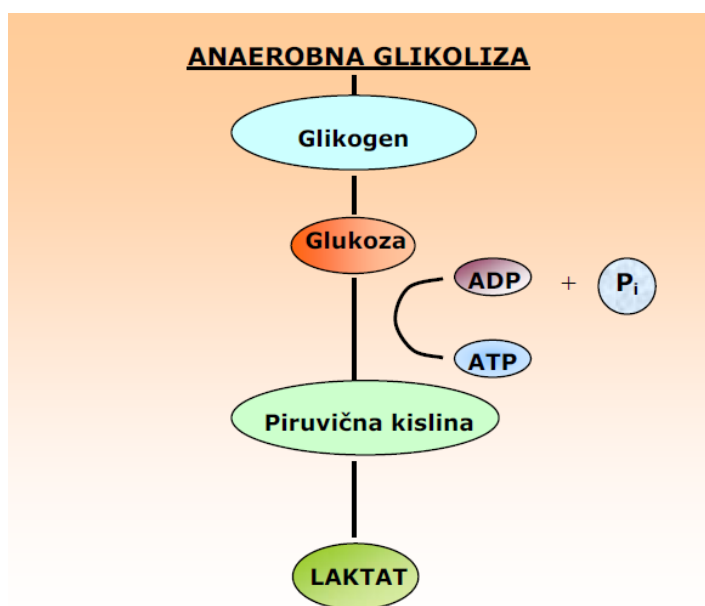 ANAEROBNA GLIKOLIZA
Glikogen
Glukoza
ADP + Pi
ATP
Piruvična kislina
LAKTAT